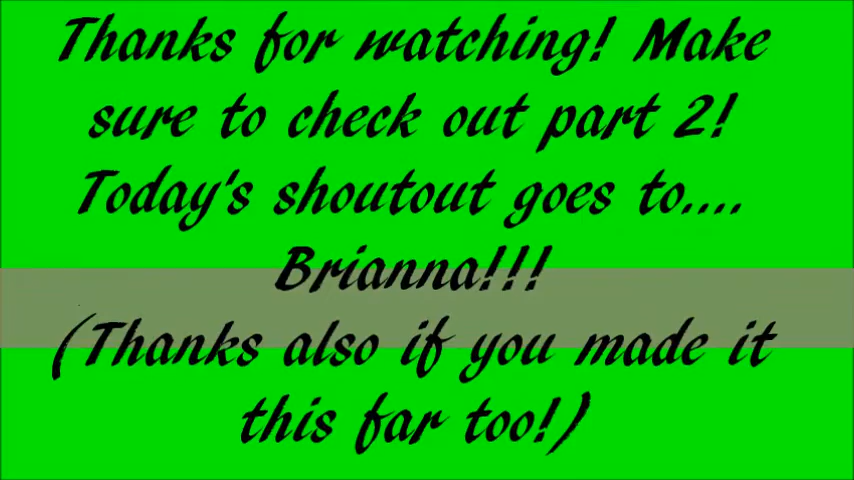 Thanks for watching! Make
sure to check out part 2!
Today's shoutout goes to....
Brianna!!!
(Thanks also if you made it
this far too!)